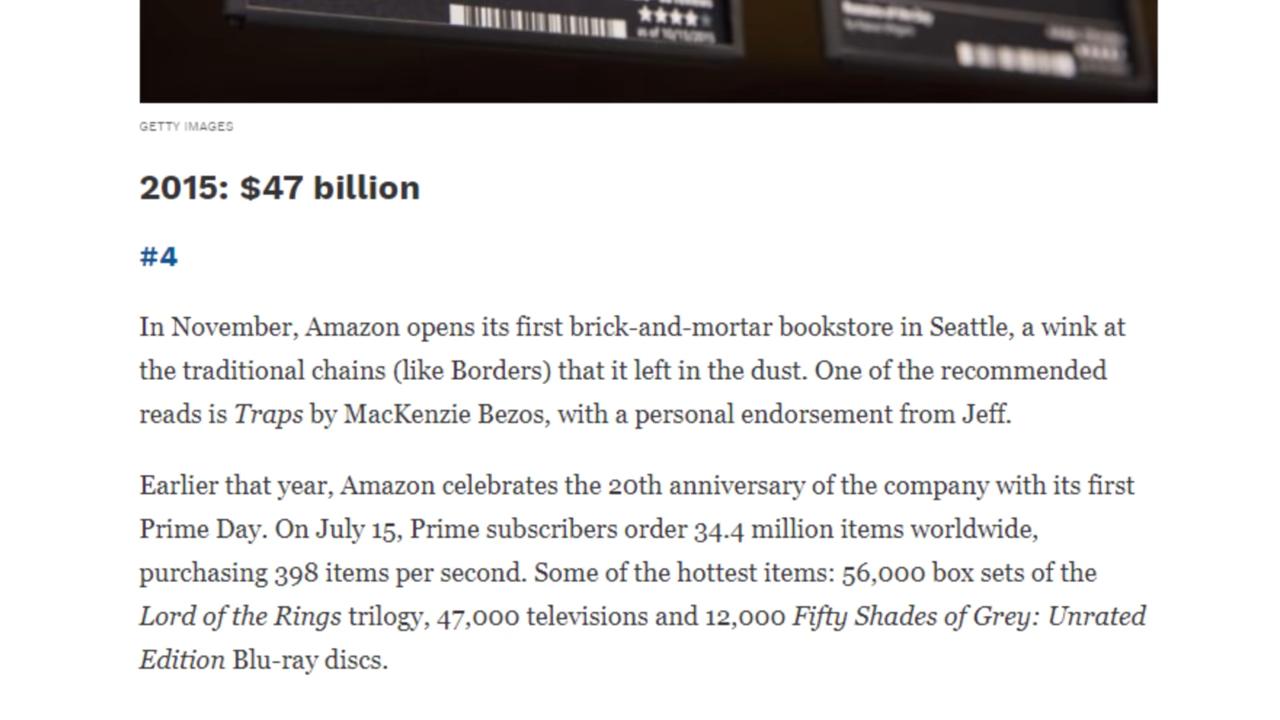 as of 10/13/2015
GETTY IMAGES
2015: $47 billion
#4
In November, Amazon opens its first brick-and-mortar bookstore in Seattle, a wink at
the traditional chains (like Borders) that it left in the dust. One of the recommended
reads is Traps by MacKenzie Bezos, with a personal endorsement from Jeff.
Earlier that year, Amazon celebrates the 20th anniversary of the company with its first
Prime Day. On July 15, Prime subscribers order 34.4 million items worldwide,
purchasing 398 items per second. Some of the hottest items: 56,000 box sets of the
Lord of the Rings trilogy, 47,000 televisions and 12,000 Fifty Shades of Grey: Unrated
Edition Blu-ray discs.